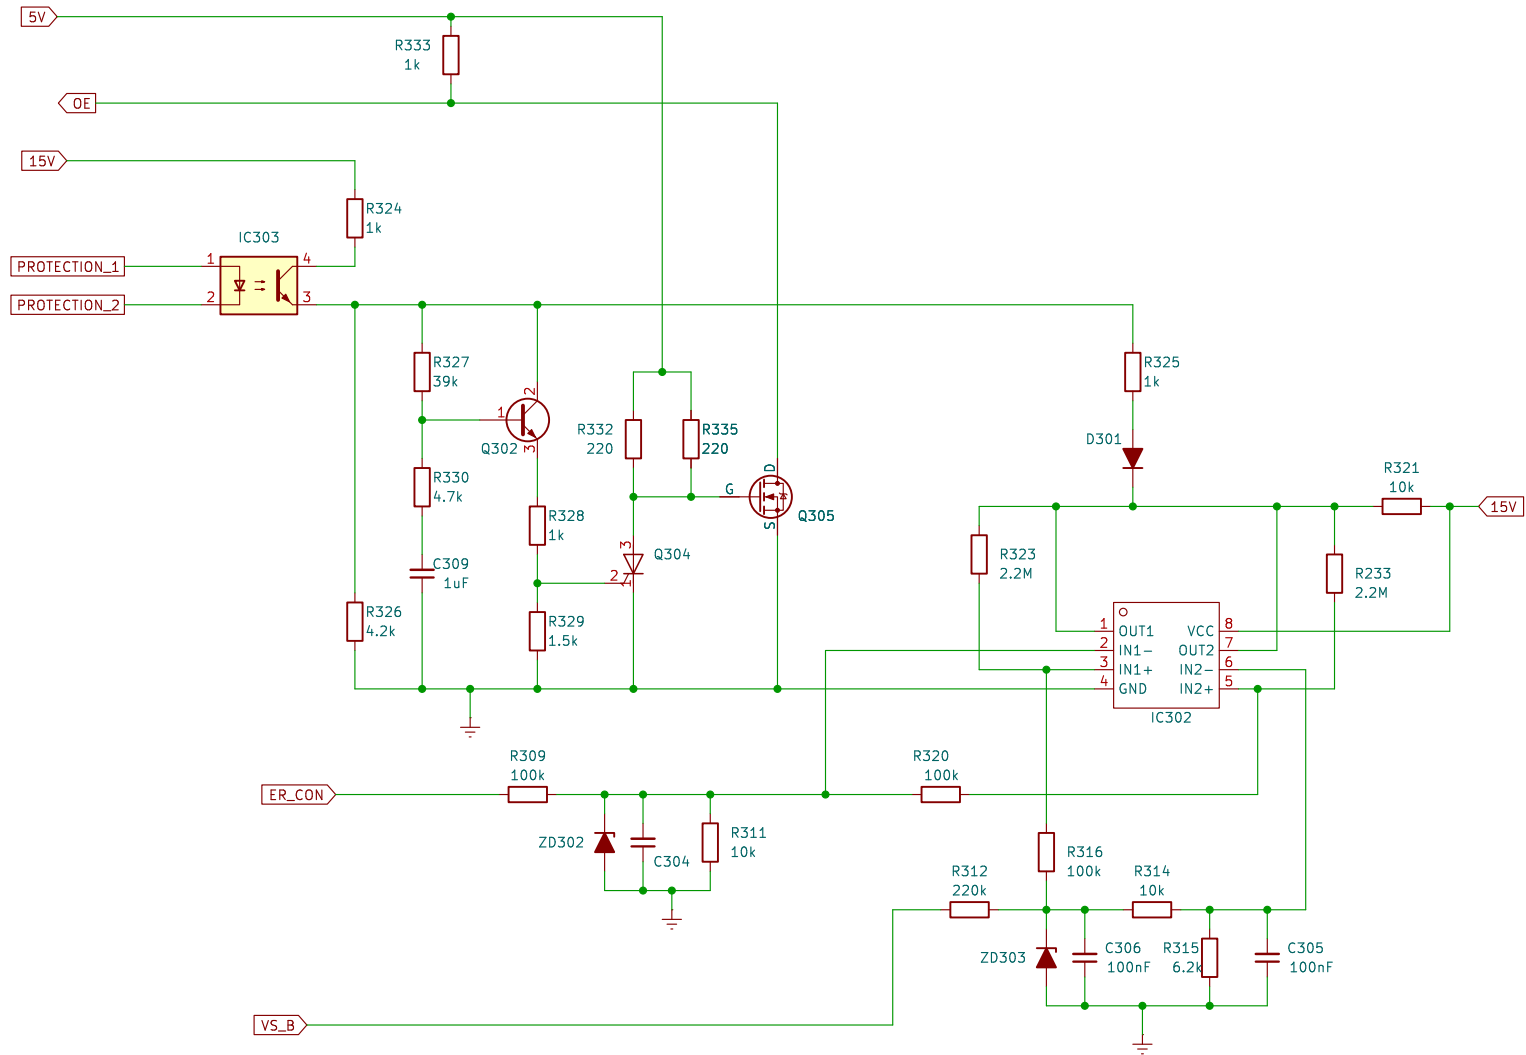 5V
R333
1k
OE
15V
R324
1k
IC303
PROTECTION_1
1
4
PROTECTION_2
2
3
R327
39k
R325
1k
2
1
Q302
3
R332
220
R335
220
D301
D
G
S
Q305
R330
4.7k
R321
10k
15V
R328
1k
3
Q304
2
1
C309
1uF
R323
2.2M
R233
2.2M
R326
4.2k
R329
1.5k
1 OUT1
VCC 8
2 IN1-
OUT2 7
3 IN1+
IN2- 6
4 GND
IN2+ 5
IC302
R309
100k
R320
100k
ER_CON
ZD302
C304
R311
10k
R316
100k
R312
220k
R314
10k
ZD303
C306
100nF
R315
6.2k
C305
100nF
VS_B